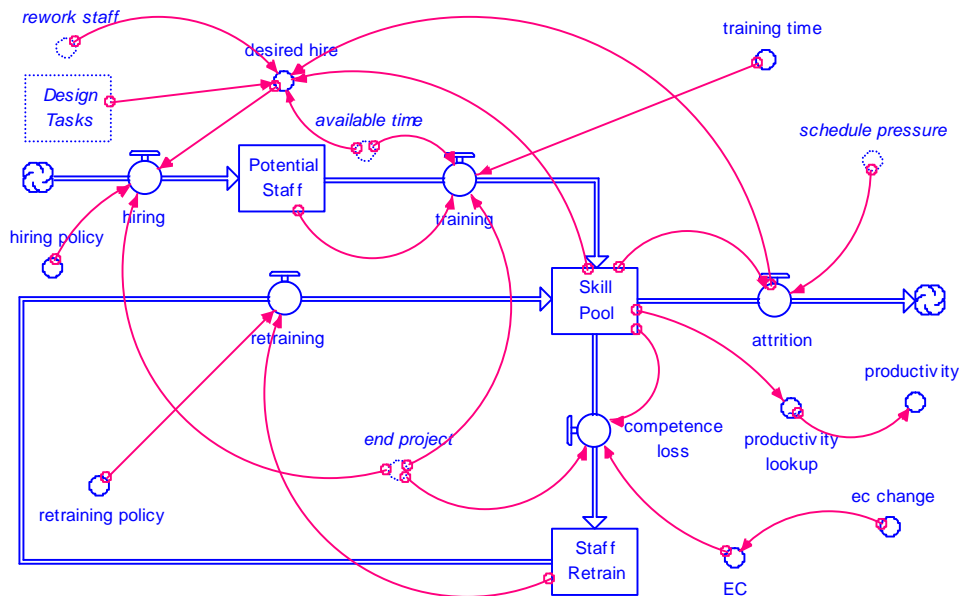 rework staff
desired hire
training time
Design
Tasks
available time
schedule pressure
Potential
Staff
hiring
training
hiring policy
Skill
Pool
retraining
attrition
productivity
end project
competence
loss
productivity
lookup
retraining policy
ec change
Staff
Retrain
EC